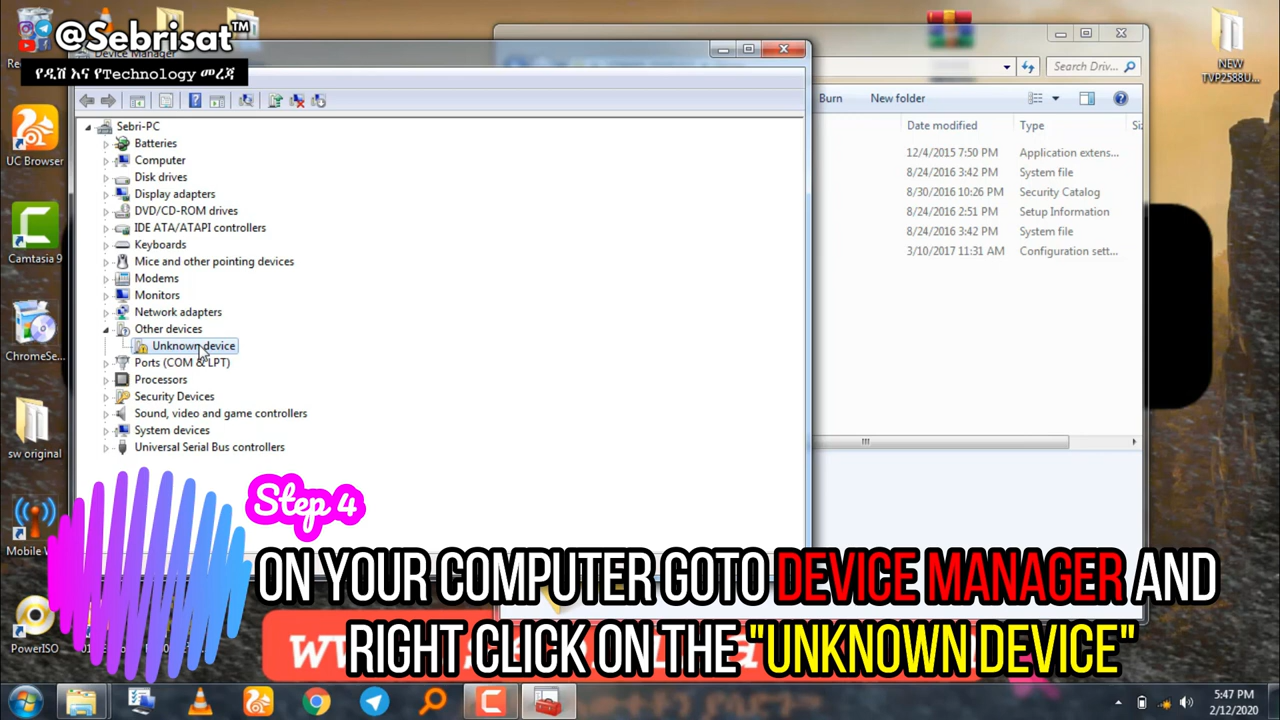 @Sebrisat™
የዲሽ እና የTechnology መረጃ
Device Manager
Search Driv...
Burn
New folder
NEW
TVP2588U...
Date modified
Type
Siz
12/4/2015 7:50 PM
Application extens...
8/24/2016 3:42 PM
System file
8/30/2016 10:26 PM
Security Catalog
8/24/2016 2:51 PM
Setup Information
8/24/2016 3:42 PM
System file
3/10/2017 11:31 AM
Configuration sett...
UC Browser
Camtasia 9
ChromeSe...
sw original
PowerISO
Sebri-PC
Batteries
Computer
Disk drives
Display adapters
DVD/CD-ROM drives
IDE ATA/ATAPI controllers
Keyboards
Mice and other pointing devices
Modems
Monitors
Network adapters
Other devices
Unknown device
Ports (COM & LPT)
Processors
Security Devices
Sound, video and game controllers
System devices
Universal Serial Bus controllers
Step 4
ON YOUR COMPUTER GOTO DEVICE MANAGER AND
RIGHT CLICK ON THE "UNKNOWN DEVICE"
5:47 PM
2/12/2020